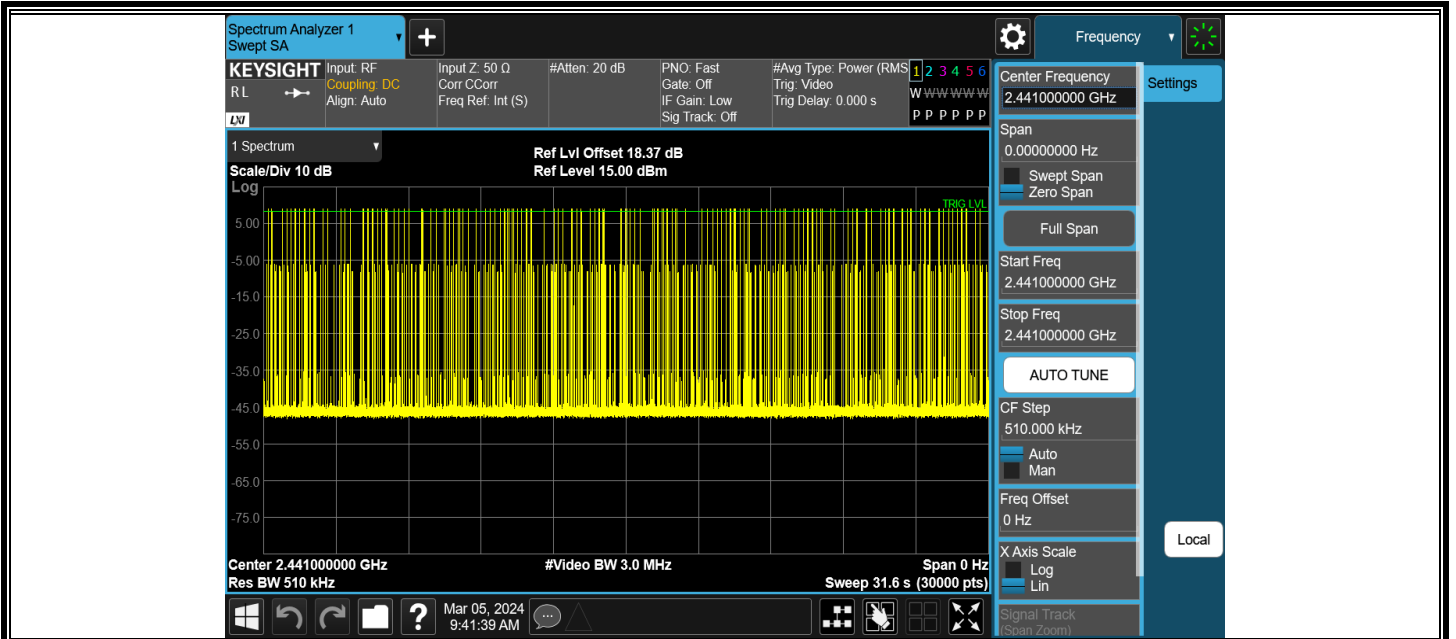 Spectrum Analyzer 1
Swept SA
Frequency
KEYSIGHT
R L
LXI
Input: RF
Coupling: DC
Align: Auto
Input Z: 50 Ω
Corr CCorr
Freq Ref: Int (S)
#Atten: 20 dB
PNO: Fast
Gate: Off
IF Gain: Low
Sig Track: Off
#Avg Type: Power (RMS
Trig: Video
Trig Delay: 0.000 s
1 2 3 4 5 6
W W W W W W
P P P P P P
1 Spectrum
Scale/Div 10 dB
Log
Ref Lvl Offset 18.37 dB
Ref Level 15.00 dBm
TRIG LVL
5.00
-5.00
-15.0
-25.0
-35.0
-45.0
-55.0
-65.0
-75.0
Center 2.441000000 GHz
Res BW 510 kHz
#Video BW 3.0 MHz
Span 0 Hz
Sweep 31.6 s (30000 pts)
Mar 05, 2024
9:41:39 AM
Center Frequency
2.441000000 GHz
Settings
Span
0.00000000 Hz
Swept Span
Zero Span
Full Span
Start Freq
2.441000000 GHz
Stop Freq
2.441000000 GHz
AUTO TUNE
CF Step
510.000 kHz
Auto
Man
Freq Offset
0 Hz
X Axis Scale
Log
Lin
Local
Signal Track
(Span Zoom)